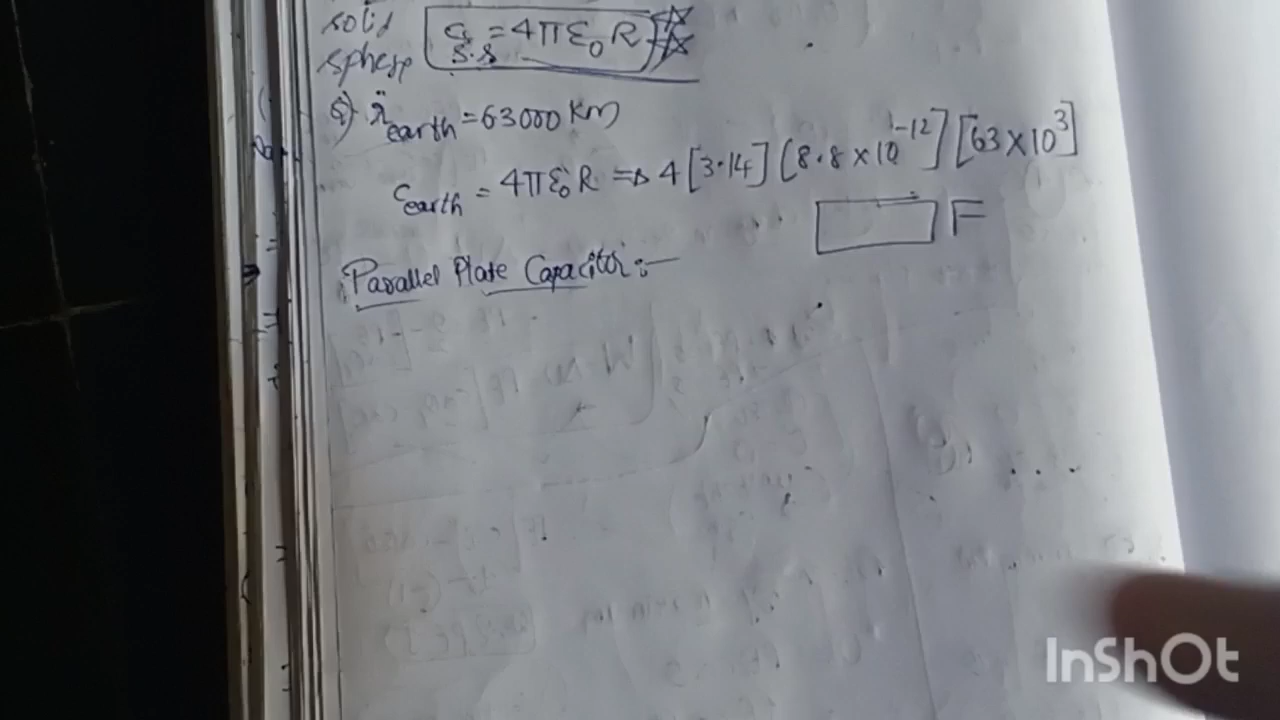 solid
sphere C S.S = 4πε₀R
Q) r earth = 63000 Km
C earth = 4πε₀R ⇒ 4[3.14][8.8×10⁻¹²][63×10³]
F
Parallel Plate Capacitor :-
InShOt